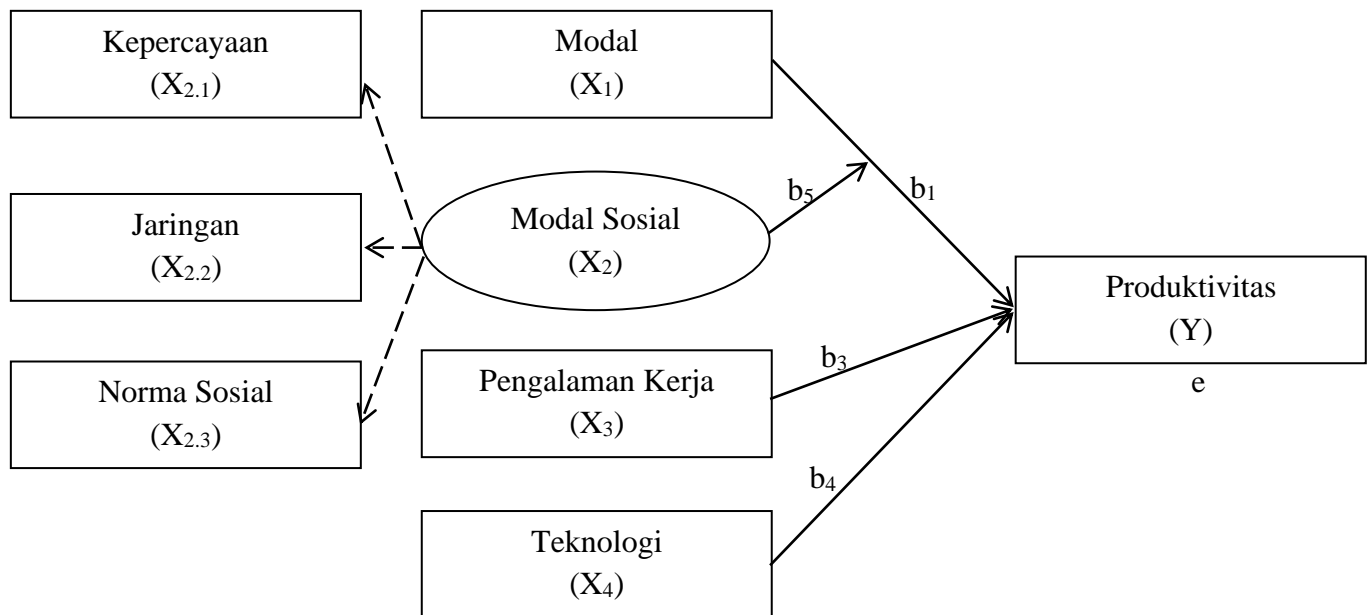 Kepercayaan
(X₂.₁)
Modal
(X₁)
Jaringan
(X₂.₂)
Modal Sosial
(X₂)
b₅
b₁
Produktivitas
(Y)
e
Norma Sosial
(X₂.₃)
Pengalaman Kerja
(X₃)
b₃
b₄
Teknologi
(X₄)